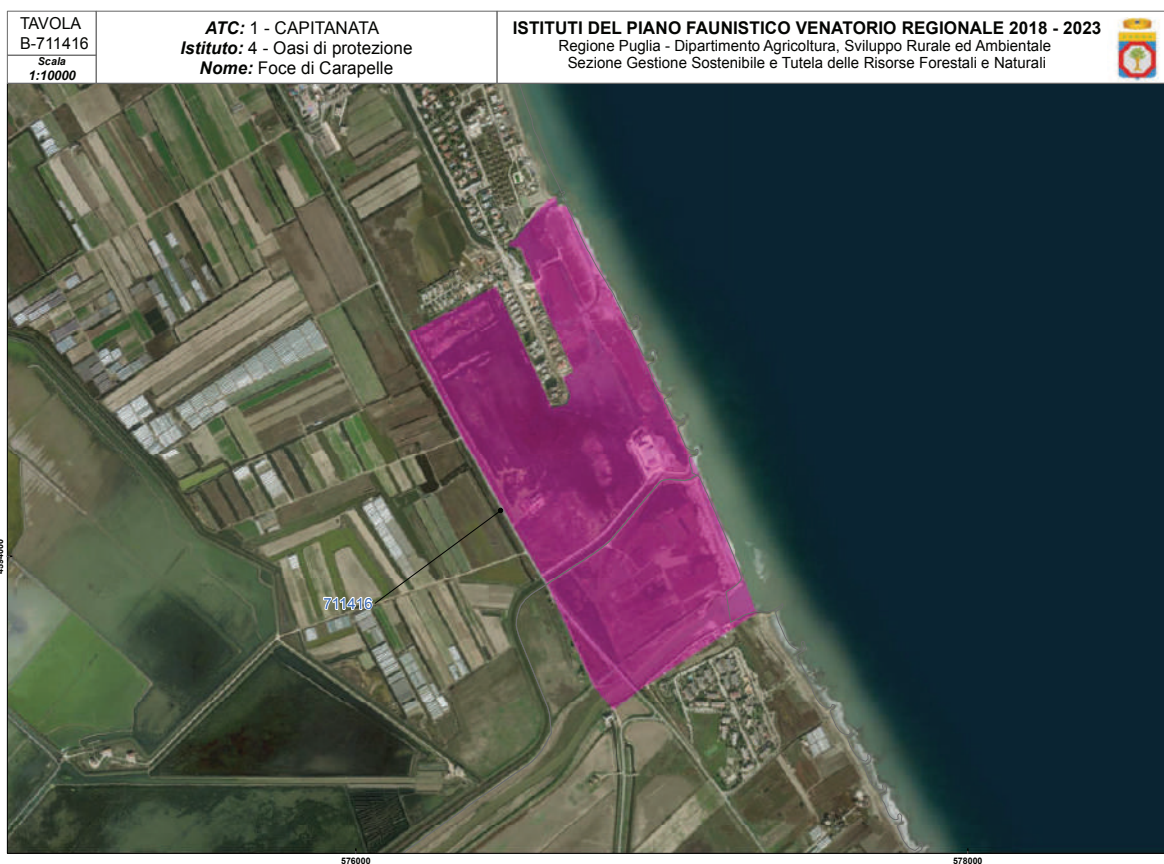 TAVOLA
B-711416
Scala
1:10000
ATC: 1 - CAPITANATA
Istituto: 4 - Oasi di protezione
Nome: Foce di Carapelle
ISTITUTI DEL PIANO FAUNISTICO VENATORIO REGIONALE 2018 - 2023
Regione Puglia - Dipartimento Agricoltura, Sviluppo Rurale ed Ambientale
Sezione Gestione Sostenibile e Tutela delle Risorse Forestali e Naturali
711416
576000
578000